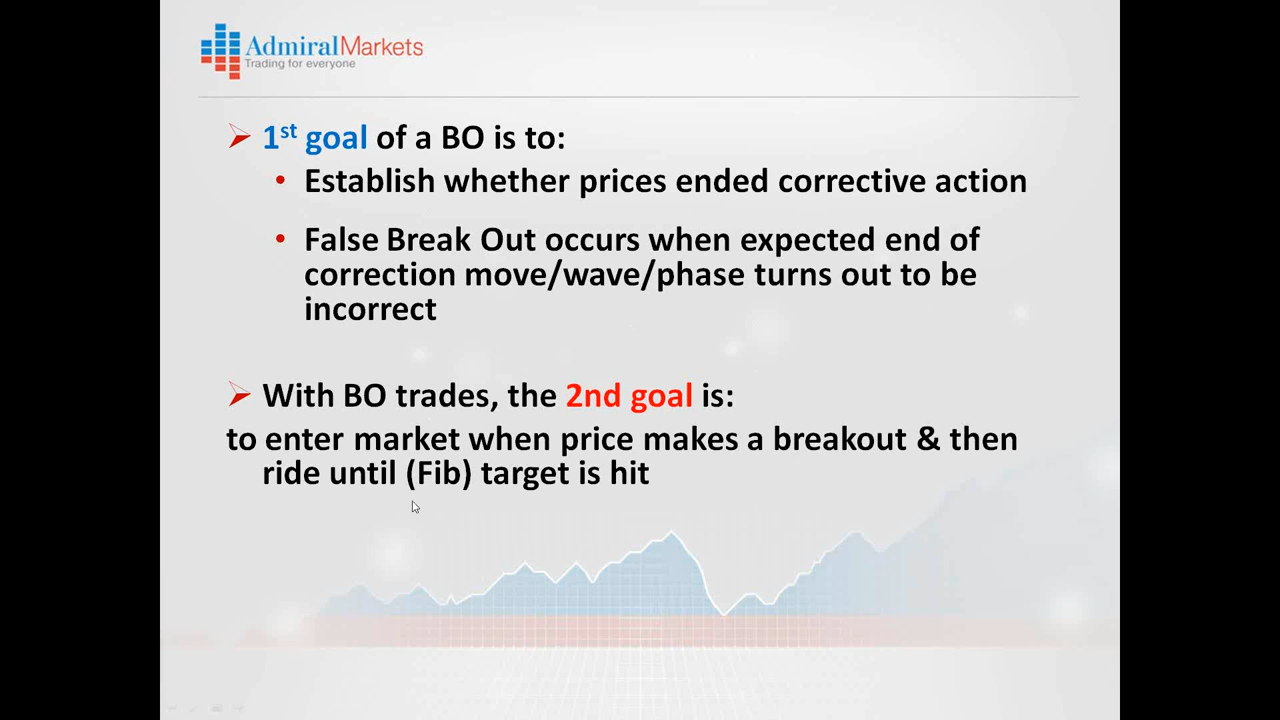 AdmiralMarkets
Trading for everyone
1st goal of a BO is to:
Establish whether prices ended corrective action
False Break Out occurs when expected end of
correction move/wave/phase turns out to be
incorrect
With BO trades, the 2nd goal is:
to enter market when price makes a breakout & then
ride until (Fib) target is hit